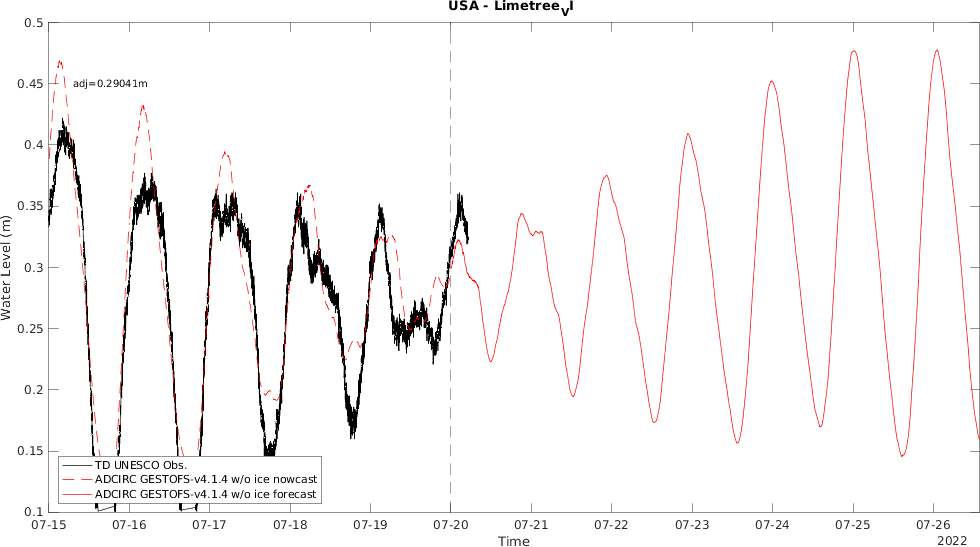 USA - Limetree_VI
0.5
0.45
0.4
0.35
0.3
0.25
0.2
0.15
0.1
Water Level (m)
adj=0.29041m
TD UNESCO Obs.
ADCIRC GESTOFS-v4.1.4 w/o ice nowcast
ADCIRC GESTOFS-v4.1.4 w/o ice forecast
07-15 07-16 07-17 07-18 07-19 07-20 07-21 07-22 07-23 07-24 07-25 07-26
Time
2022